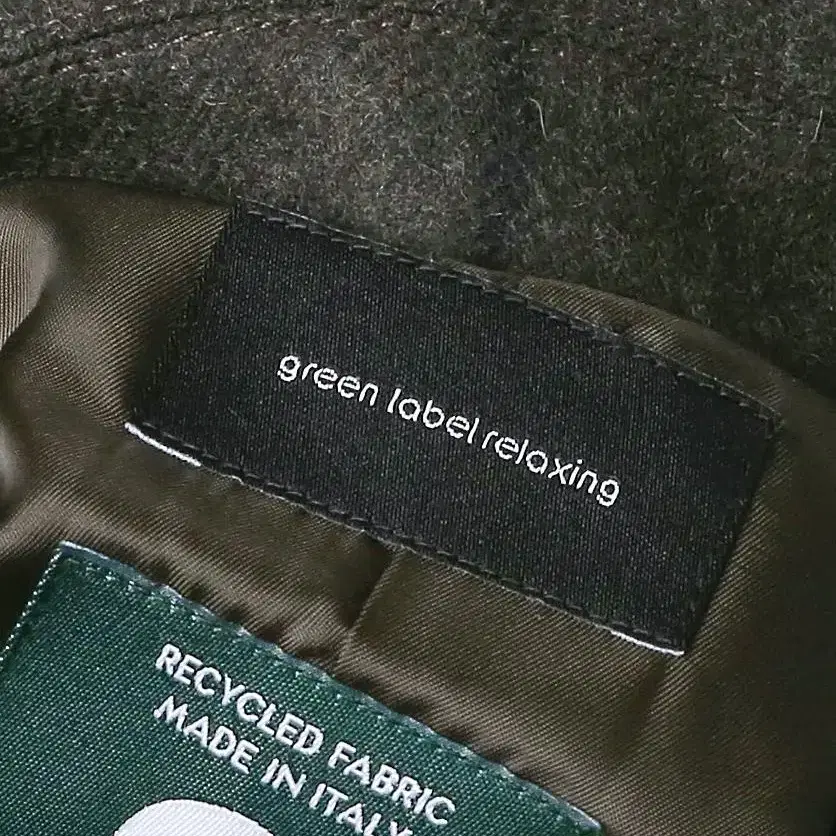 green label relaxing
RECYCLED FABRIC
MADE IN ITALY